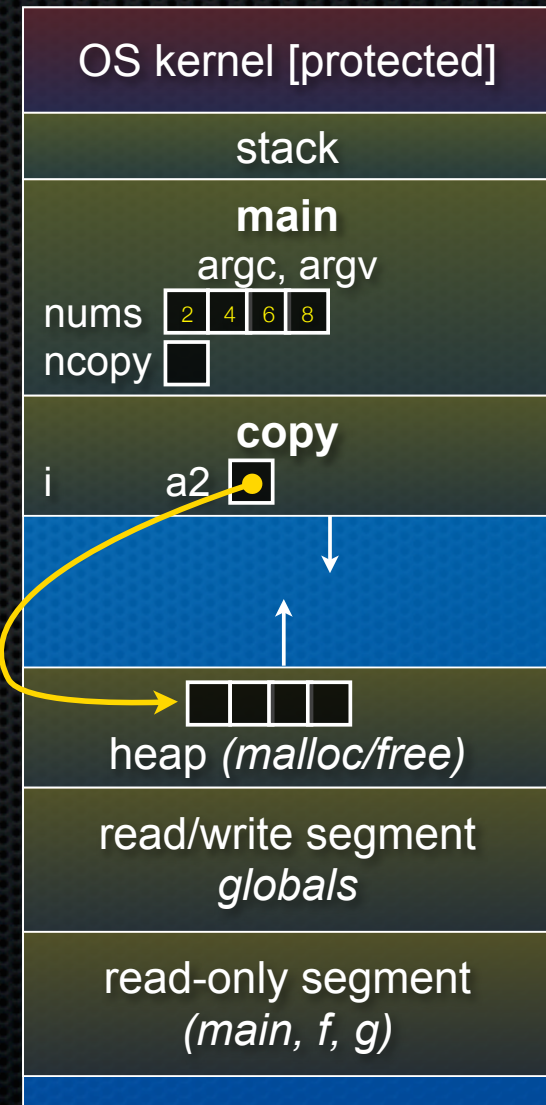 OS kernel [protected]
stack
main
argc, argv
nums 2 4 6 8
ncopy
copy
i a2
heap (malloc/free)
read/write segment
globals
read-only segment
(main, f, g)